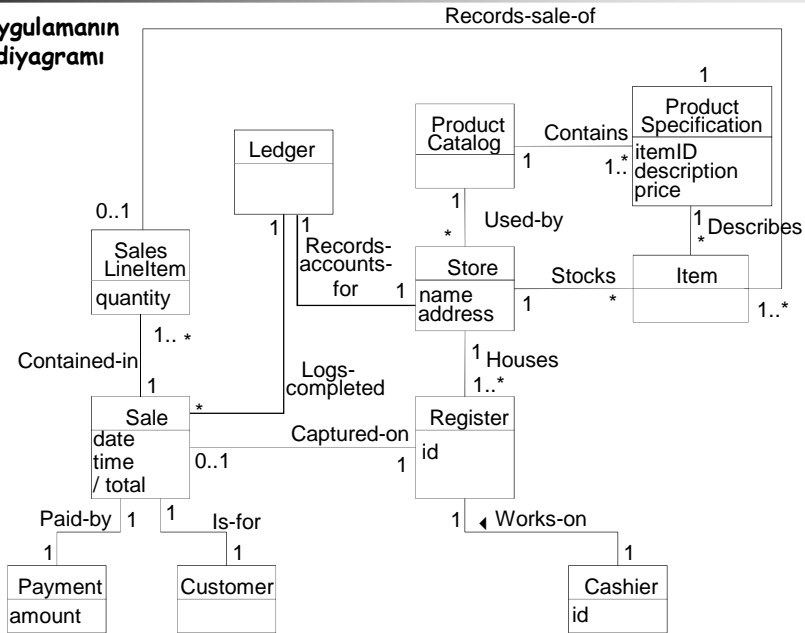 Records-sale-of
ygulamanın
diyagramı
1
Product
Specification
itemID
description
price
Product
Catalog
Contains
1
1..*
Ledger
0..1
1
1
1
Used-by
*
1
*
Describes
Sales
LineItem
quantity
Records-
accounts-
for
1
Store
name
address
Stocks
1
*
Item
1..*
1.. *
Contained-in
1
Logs-
completed
*
1
Houses
1..*
Sale
date
time
/ total
Captured-on
0..1
1
Register
id
Paid-by
1
1
Is-for
1
Works-on
1
1
1
Payment
amount
Customer
Cashier
id